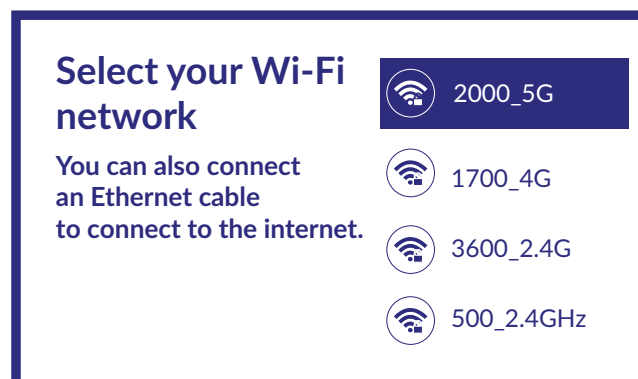 Select your Wi-Fi
network
You can also connect
an Ethernet cable
to connect to the internet.
2000_5G
1700_4G
3600_2.4G
500_2.4GHz